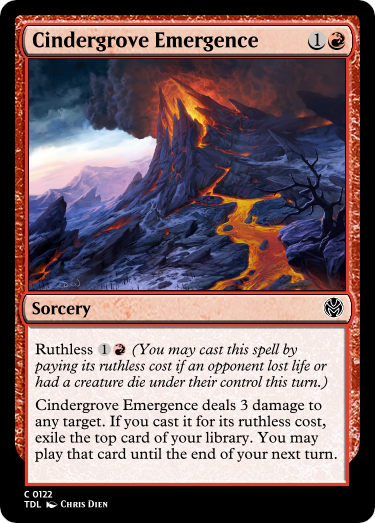 Cindergrove Emergence 1
Sorcery
Ruthless 1 (You may cast this spell by
paying its ruthless cost if an opponent lost life or
had a creature die under their control this turn.)
Cindergrove Emergence deals 3 damage to
any target. If you cast it for its ruthless cost,
exile the top card of your library. You may
play that card until the end of your next turn.
C 0122
TDL Chris Dien